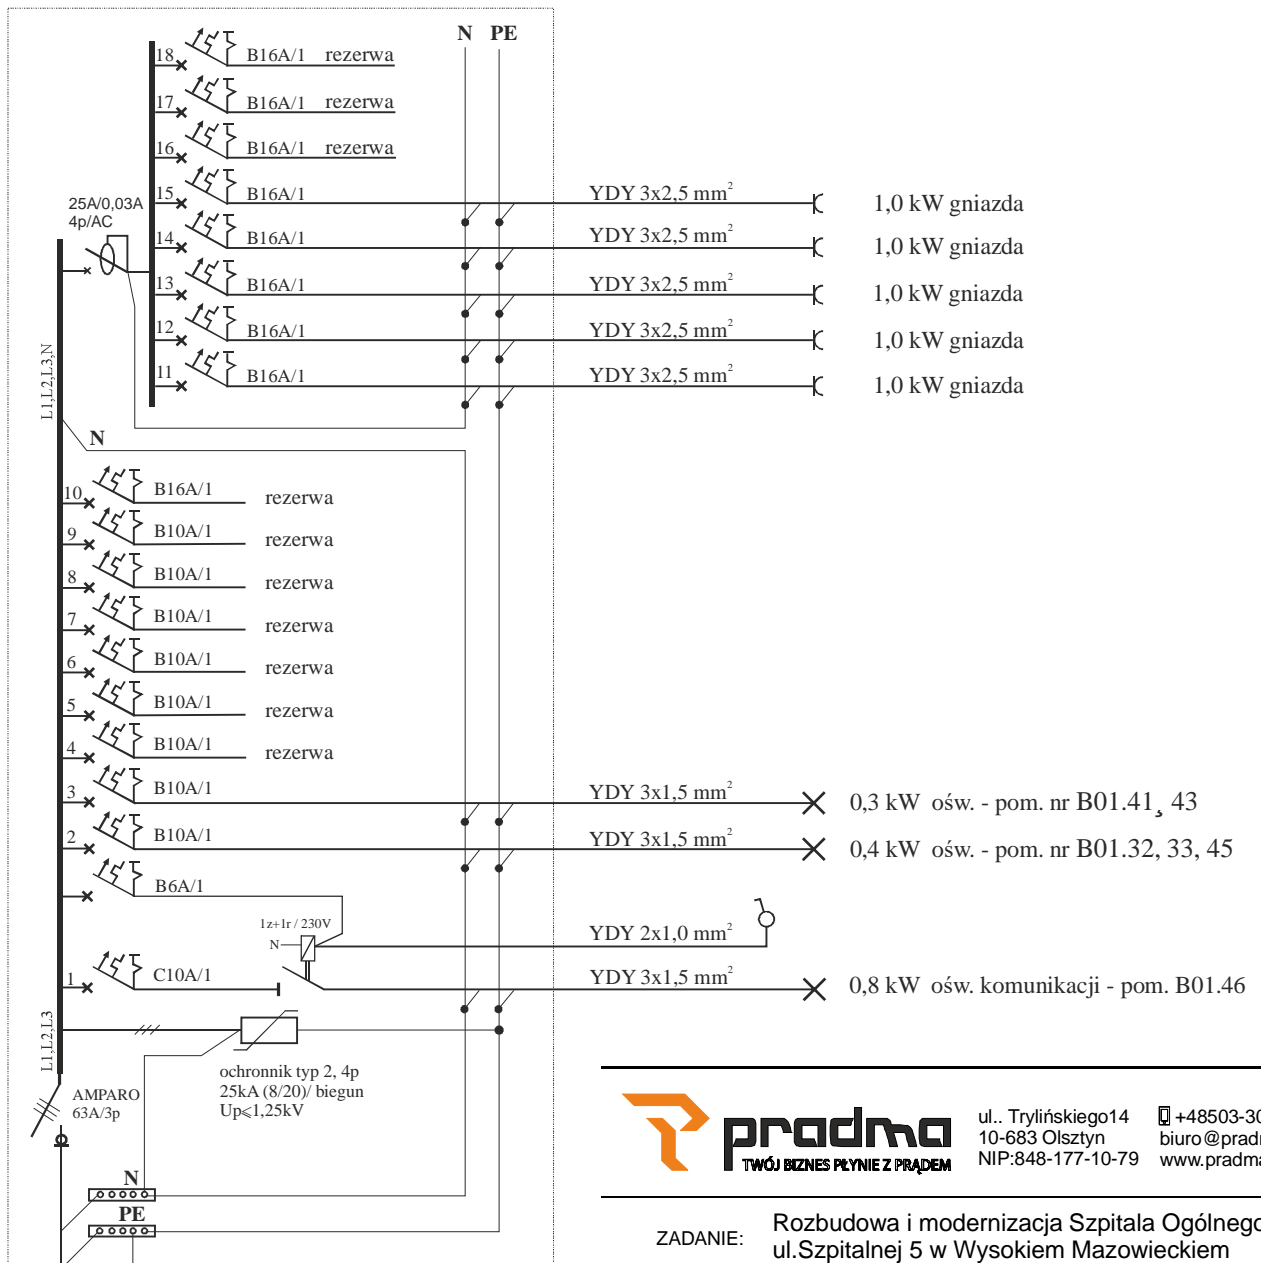 N PE
18 B16A/1 rezerwa
17 B16A/1 rezerwa
16 B16A/1 rezerwa
15 B16A/1 YDY 3x2,5 mm² 1,0 kW gniazda
25A/0,03A
4p/AC
14 B16A/1 YDY 3x2,5 mm² 1,0 kW gniazda
13 B16A/1 YDY 3x2,5 mm² 1,0 kW gniazda
12 B16A/1 YDY 3x2,5 mm² 1,0 kW gniazda
11 B16A/1 YDY 3x2,5 mm² 1,0 kW gniazda
L1,L2,L3,N
N
10 B16A/1 rezerwa
9 B10A/1 rezerwa
8 B10A/1 rezerwa
7 B10A/1 rezerwa
6 B10A/1 rezerwa
5 B10A/1 rezerwa
4 B10A/1 rezerwa
3 B10A/1 YDY 3x1,5 mm² 0,3 kW ośw. - pom. nr B01.41, 43
2 B10A/1 YDY 3x1,5 mm² 0,4 kW ośw. - pom. nr B01.32, 33, 45
B6A/1
1z+1r / 230V
N YDY 2x1,0 mm²
1 C10A/1 YDY 3x1,5 mm² 0,8 kW ośw. komunikacji - pom. B01.46
L1,L2,L3
ochronnik typ 2, 4p
25kA (8/20)/ biegun
Up⩽1,25kV
AMPARO
63A/3p
N
PE
pradma
TWÓJ BIZNES PŁYNIE Z PRĄDEM
ul.. Trylińskiego14
10-683 Olsztyn
NIP:848-177-10-79
+48503-30
biuro@prad
www.pradma
ZADANIE:
Rozbudowa i modernizacja Szpitala Ogólnego
ul.Szpitalnej 5 w Wysokiem Mazowieckiem